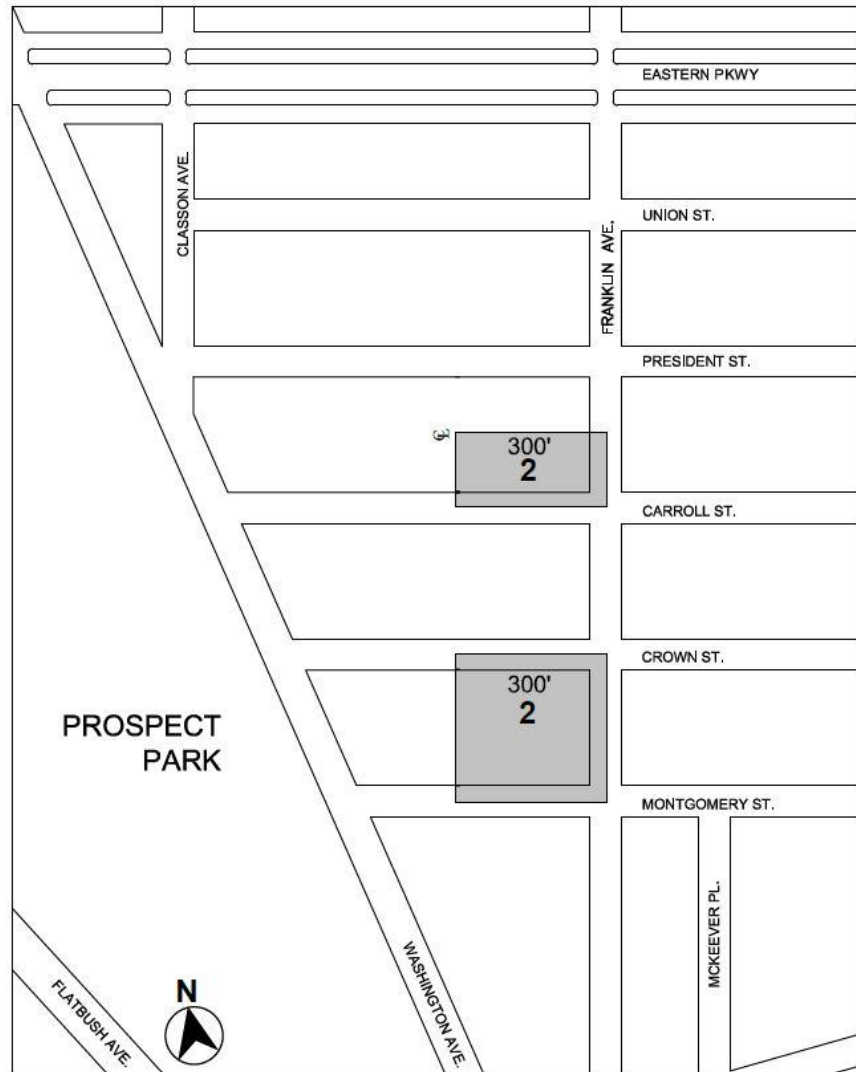 EASTERN PKWY
CLASSON AVE.
UNION ST.
FRANKLIN AVE.
PRESIDENT ST.
℄
300'
2
CARROLL ST.
CROWN ST.
300'
2
PROSPECT
PARK
MONTGOMERY ST.
MCKEEVER PL.
WASHINGTON AVE.
FLATBUSH AVE.
N